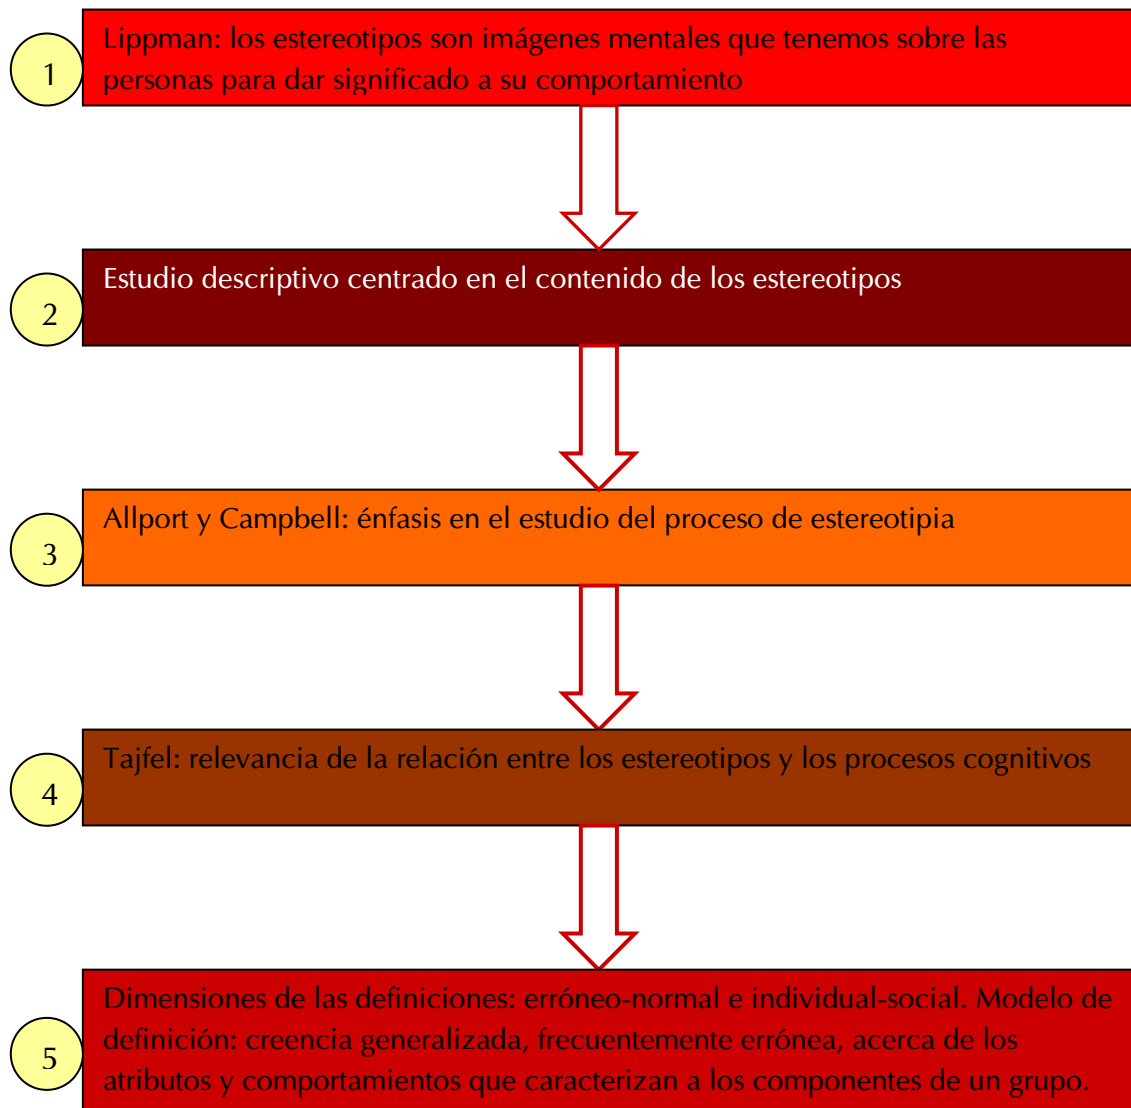 1
Lippman: los estereotipos son imágenes mentales que tenemos sobre las
personas para dar significado a su comportamiento
2
Estudio descriptivo centrado en el contenido de los estereotipos
3
Allport y Campbell: énfasis en el estudio del proceso de estereotipia
4
Tajfel: relevancia de la relación entre los estereotipos y los procesos cognitivos
5
Dimensiones de las definiciones: erróneo-normal e individual-social. Modelo de
definición: creencia generalizada, frecuentemente errónea, acerca de los
atributos y comportamientos que caracterizan a los componentes de un grupo.